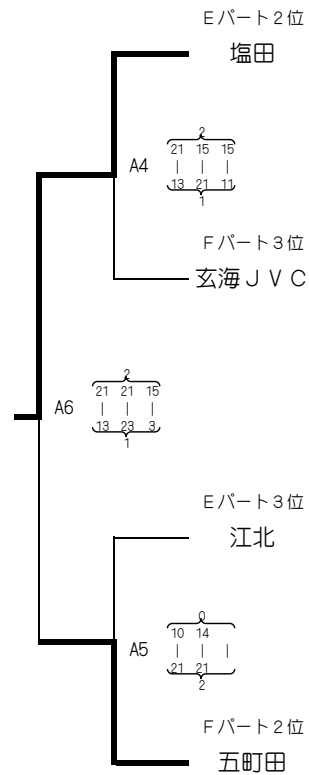 Eパート2位
塩田
2
A4 21 15 15
| | |
13 21 11
1
Fパート3位
玄海JVC
2
A6 21 21 15
| | |
13 23 3
1
Eパート3位
江北
0
A5 10 14
| | |
21 21
2
Fパート2位
五町田